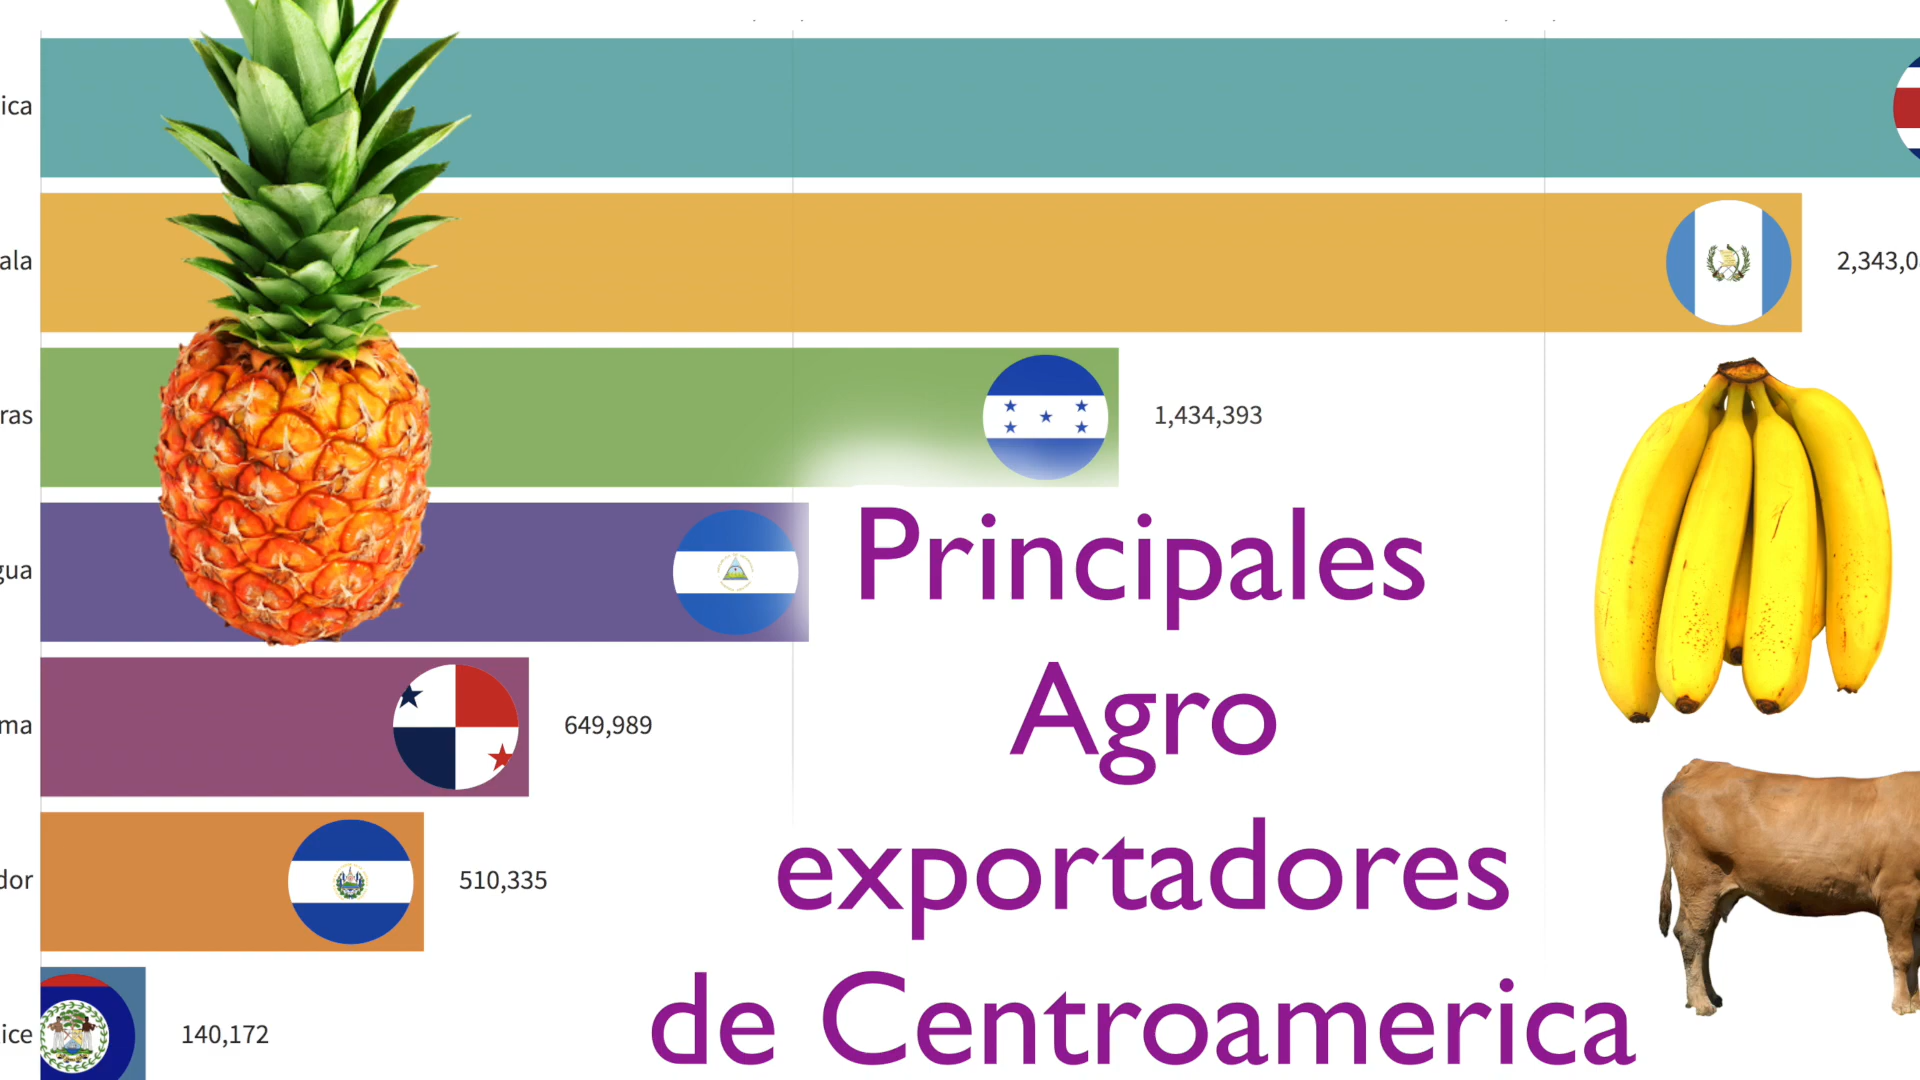 ica
ala
2,343,0
ras
1,434,393
gua
ma
649,989
dor
510,335
ice
140,172
Principales
Agro
exportadores
de Centroamerica